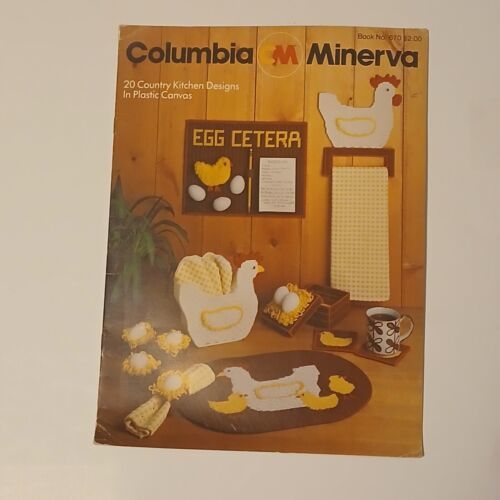 Book No. 670 $2.00
Columbia M Minerva
20 Country Kitchen Designs
In Plastic Canvas
EGG CETERA